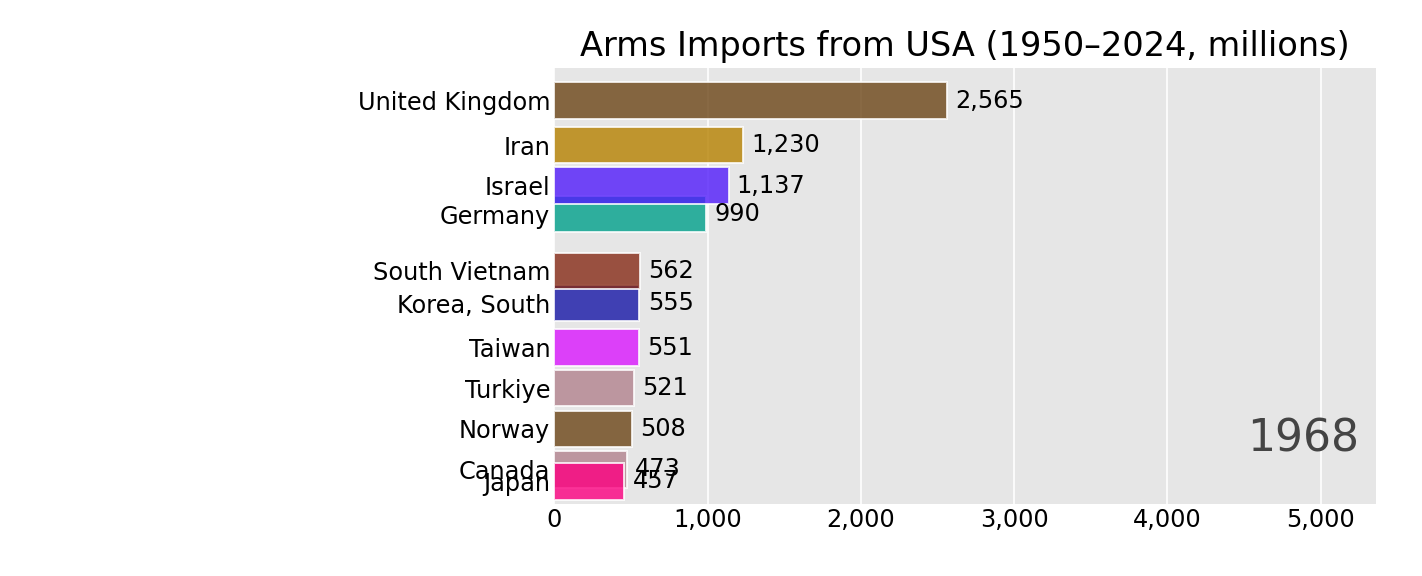 Arms Imports from USA (1950–2024, millions)
United Kingdom 2,565
Iran 1,230
Israel 1,137
Germany 990
South Vietnam 562
Korea, South 555
Taiwan 551
Turkiye 521
Norway 508
Canada 473
Japan 457
1968
0 1,000 2,000 3,000 4,000 5,000